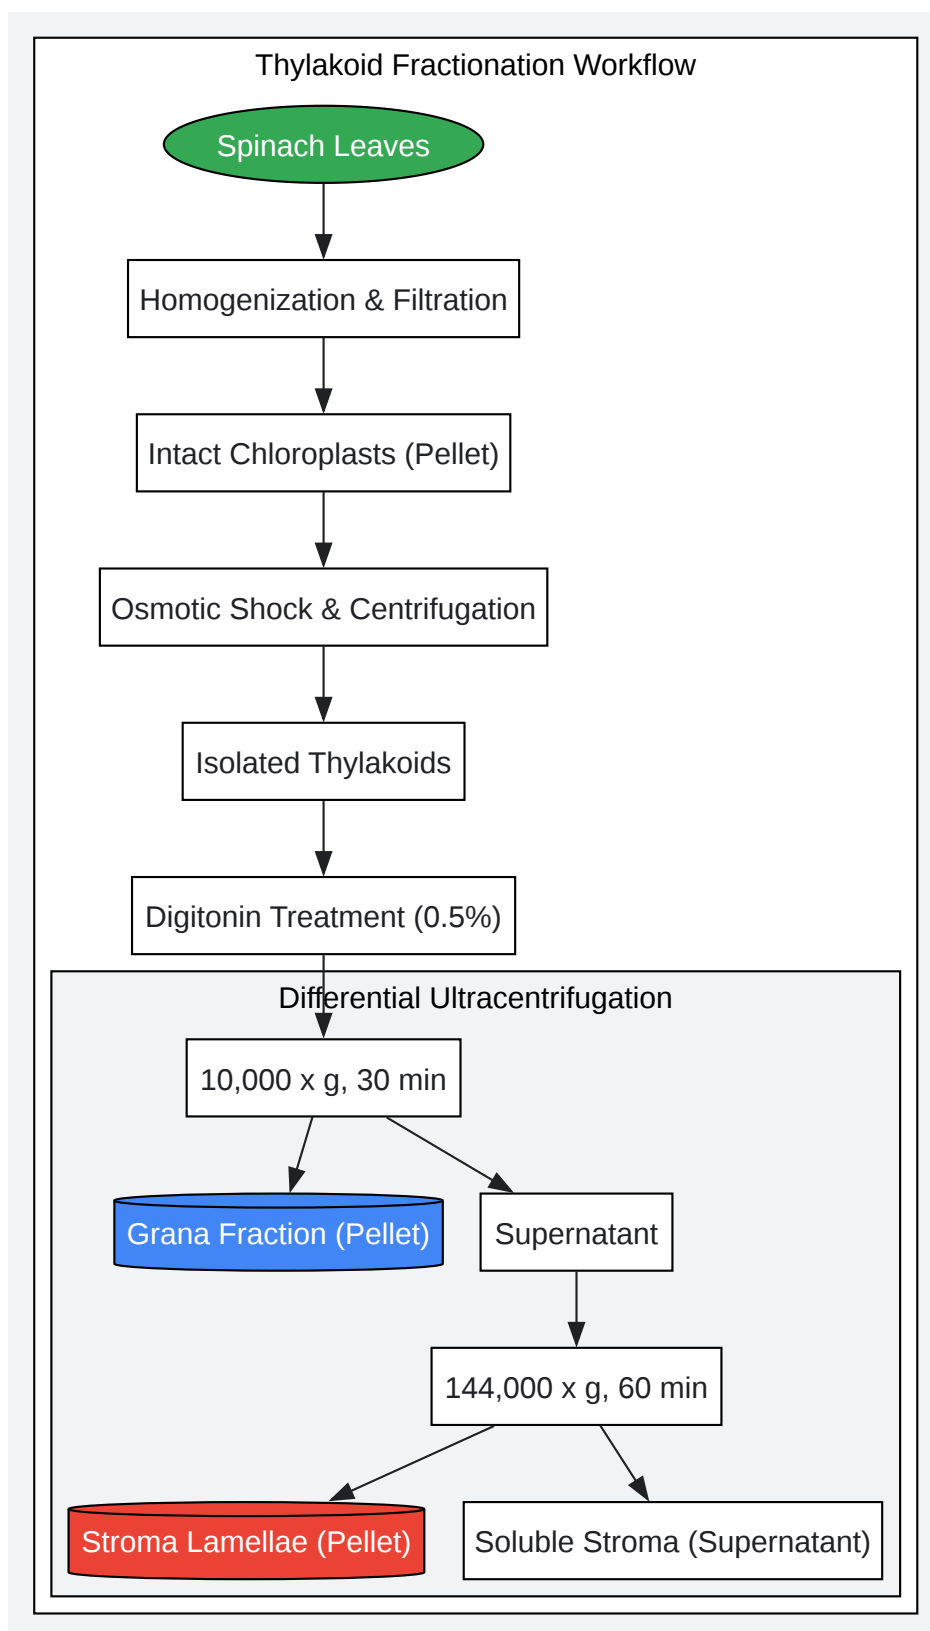 Thylakoid Fractionation Workflow
Spinach Leaves
Homogenization & Filtration
Intact Chloroplasts (Pellet)
Osmotic Shock & Centrifugation
Isolated Thylakoids
Digitonin Treatment (0.5%)
Differential Ultracentrifugation
10,000 x g, 30 min
Grana Fraction (Pellet)
Supernatant
144,000 x g, 60 min
Stroma Lamellae (Pellet)
Soluble Stroma (Supernatant)